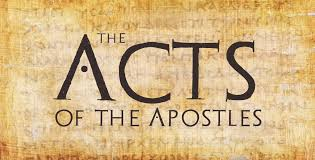 THE
ACTS
OF THE APOSTLES